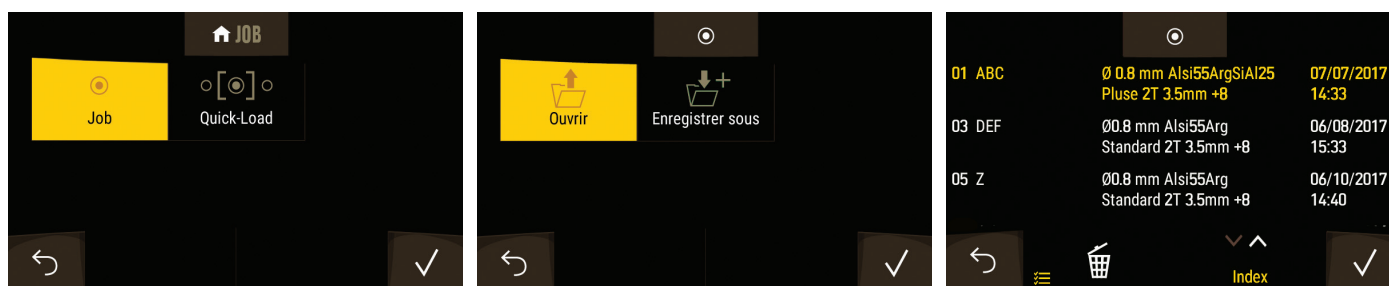 JOB
Job
Quick-Load
Ouvrir
Enregistrer sous
01 ABC Ø 0.8 mm Alsi55ArgSiAl25 07/07/2017
Pluse 2T 3.5mm +8 14:33
03 DEF Ø0.8 mm Alsi55Arg 06/08/2017
Standard 2T 3.5mm +8 15:33
05 Z Ø0.8 mm Alsi55Arg 06/10/2017
Standard 2T 3.5mm +8 14:40
Index